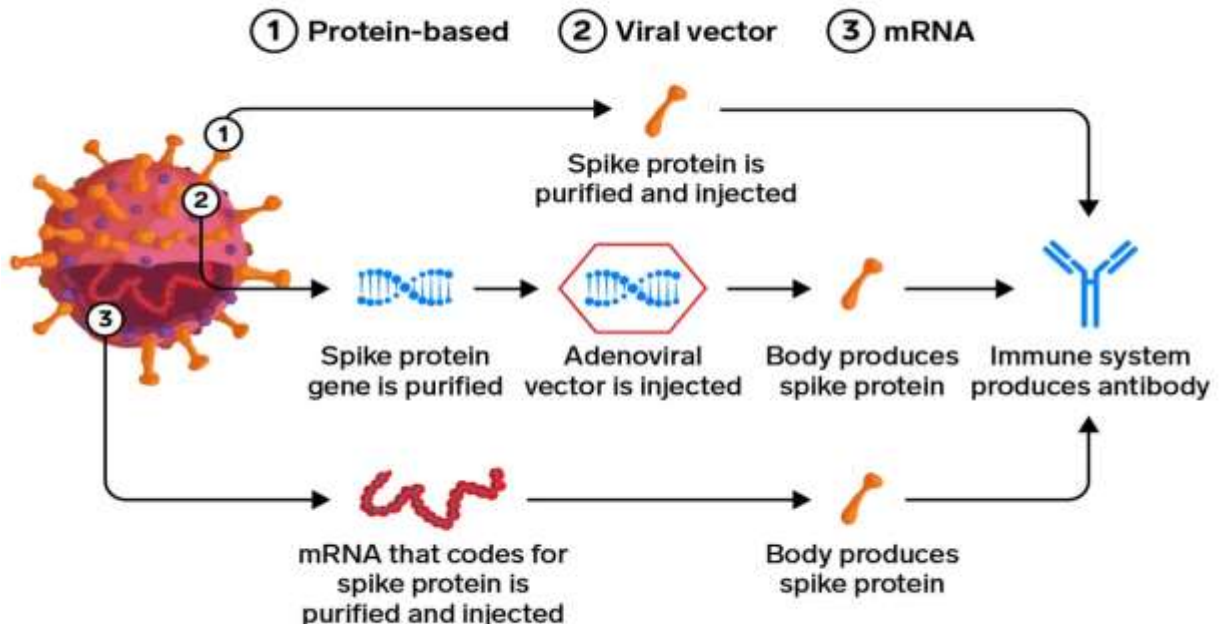 1 Protein-based 2 Viral vector 3 mRNA
1
Spike protein is
purified and injected
2
Spike protein
gene is purified
Adenoviral
vector is injected
Body produces
spike protein
Immune system
produces antibody
3
mRNA that codes for
spike protein is
purified and injected
Body produces
spike protein